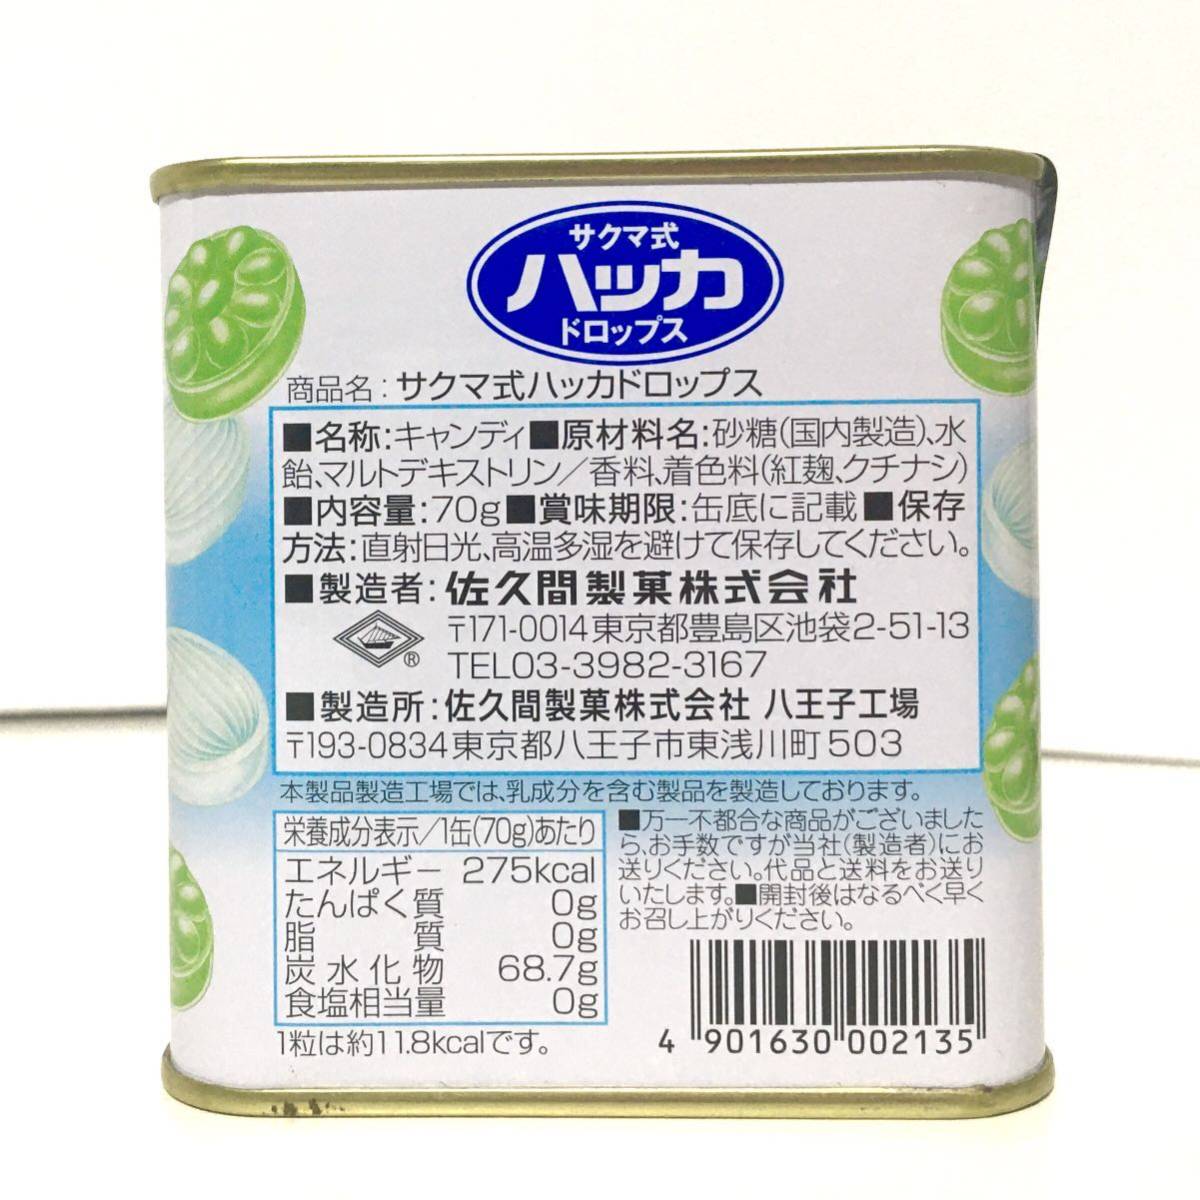 サクマ式
ハッカ
ドロップス
商品名：サクマ式ハッカドロップス
■名称：キャンディ■原材料名：砂糖（国内製造）、水
飴、マルトデキストリン／香料、着色料（紅麹、クチナシ）
■内容量：70g■賞味期限：缶底に記載■保存
方法：直射日光、高温多湿を避けて保存してください。
■製造者：佐久間製菓株式会社
〒171-0014東京都豊島区池袋2-51-13
®
TEL03-3982-3167
■製造所：佐久間製菓株式会社 八王子工場
〒193-0834東京都八王子市東浅川町503
本製品製造工場では、乳成分を含む製品を製造しております。
栄養成分表示／1缶（70g）あたり
エネルギー 275kcal
たんぱく質 0g
脂質 0g
炭水化物 68.7g
食塩相当量 0g
1粒は約11.8kcalです。
■万一不都合な商品がございました
ら、お手数ですが当社（製造者）にお
送りください。代品と送料をお送り
いたします。■開封後はなるべく早く
お召し上がりください。
4 901630 002135